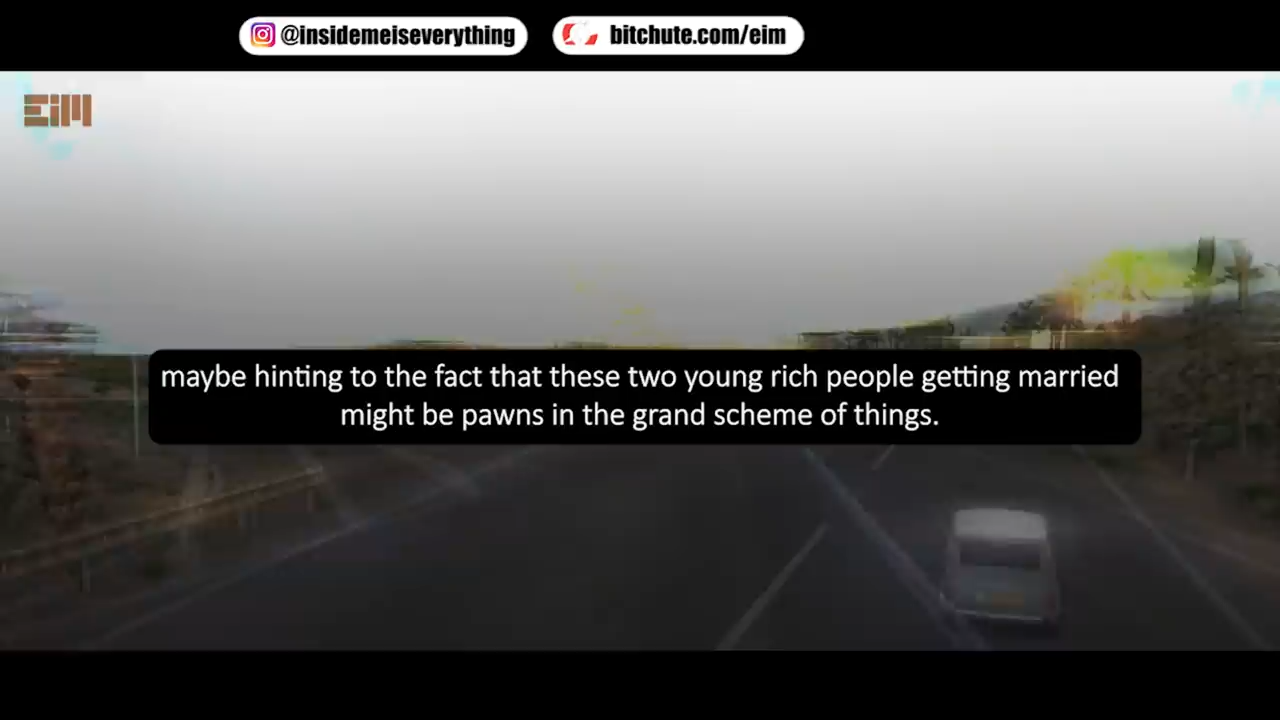 @insidemeiseverything
bitchute.com/eim
EiM
maybe hinting to the fact that these two young rich people getting married
might be pawns in the grand scheme of things.